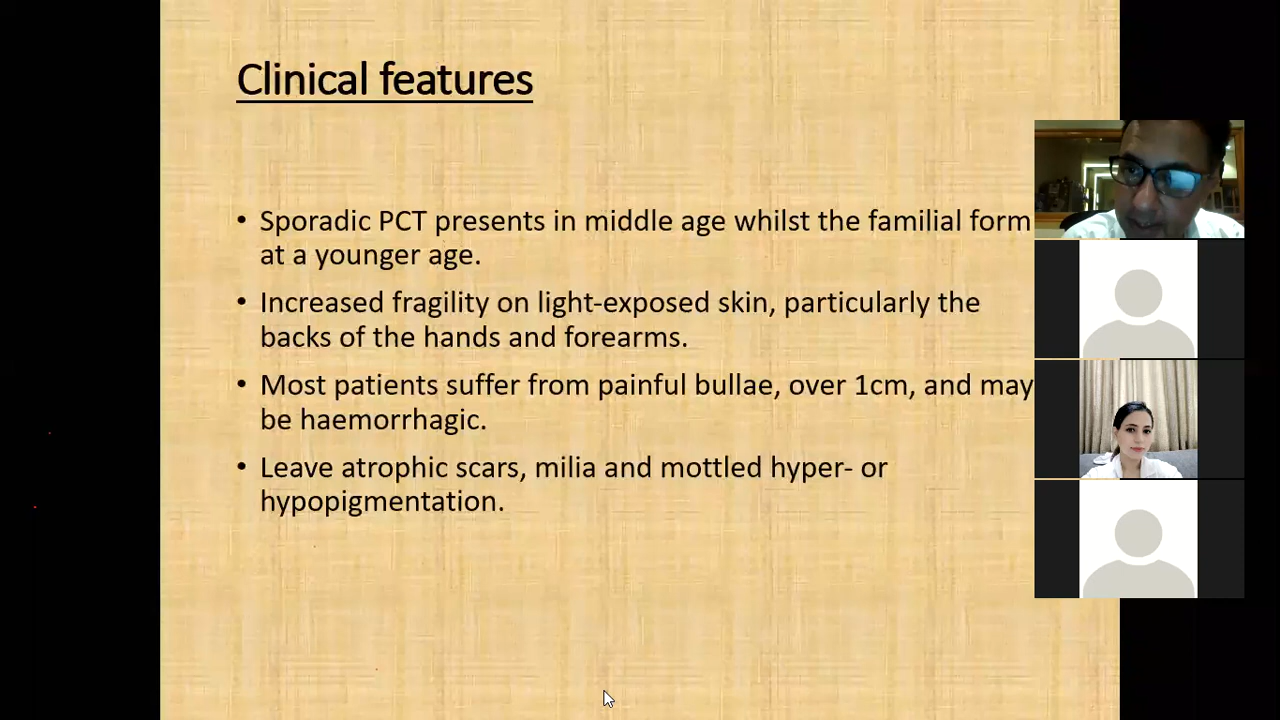 Clinical features
• Sporadic PCT presents in middle age whilst the familial form
at a younger age.
• Increased fragility on light-exposed skin, particularly the
backs of the hands and forearms.
• Most patients suffer from painful bullae, over 1cm, and may
be haemorrhagic.
• Leave atrophic scars, milia and mottled hyper- or
hypopigmentation.